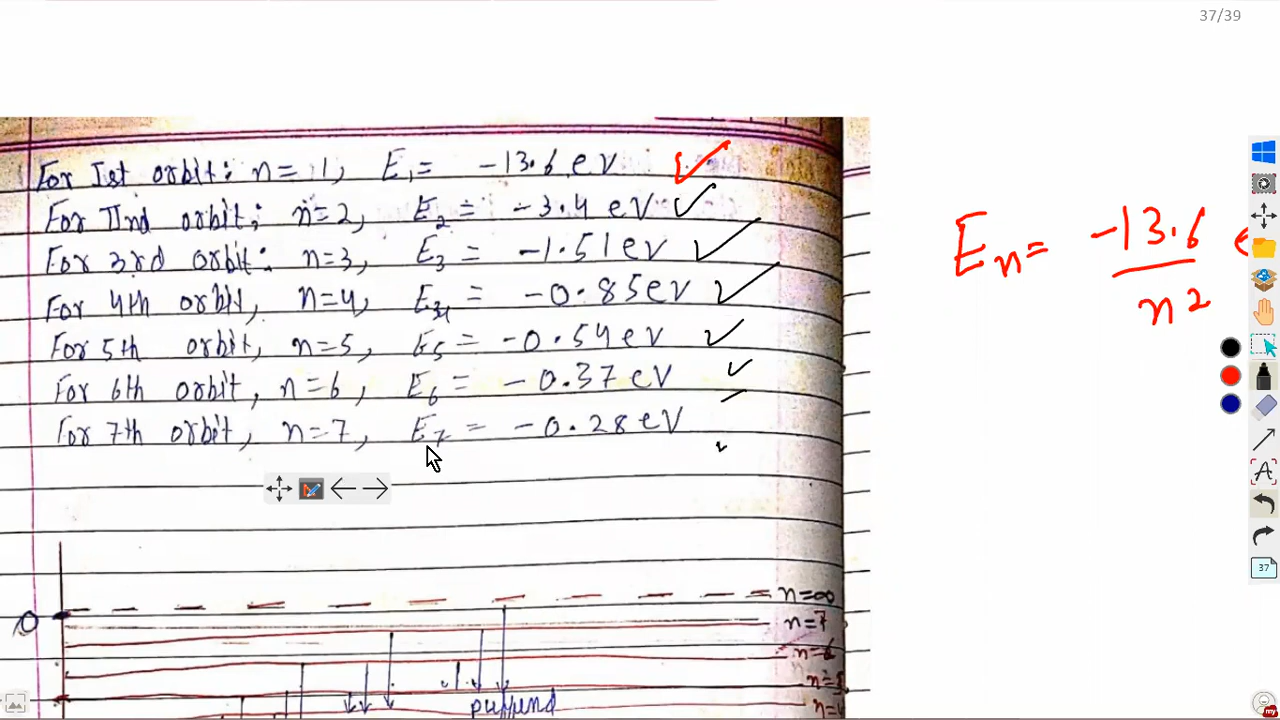 37/39
For Ist orbit: n = 1, E1 = -13.6 eV
For IInd orbit; n=2, E2 = -3.4 eV
For 3rd orbit: n=3, E3 = -1.51 eV
For 4th orbit, n=4, = -0.85 eV
For 5th orbit, n=5, E5 = -0.54 eV
For 6th orbit, n=6, E6 = -0.37 eV
For 7th orbit, n=7, E7 = -0.28 eV
En = -13.6 e
n2
0
n=∞
n=7
n=6
puffend
37